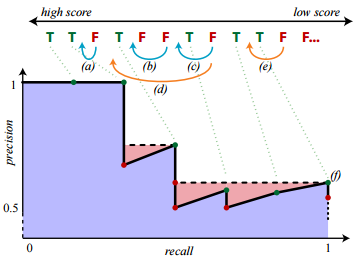 high score low score
T T F T F F T F T T F F...
(a) (b) (c) (e)
(d)
1
precision
(f)
0.5
0 1
recall